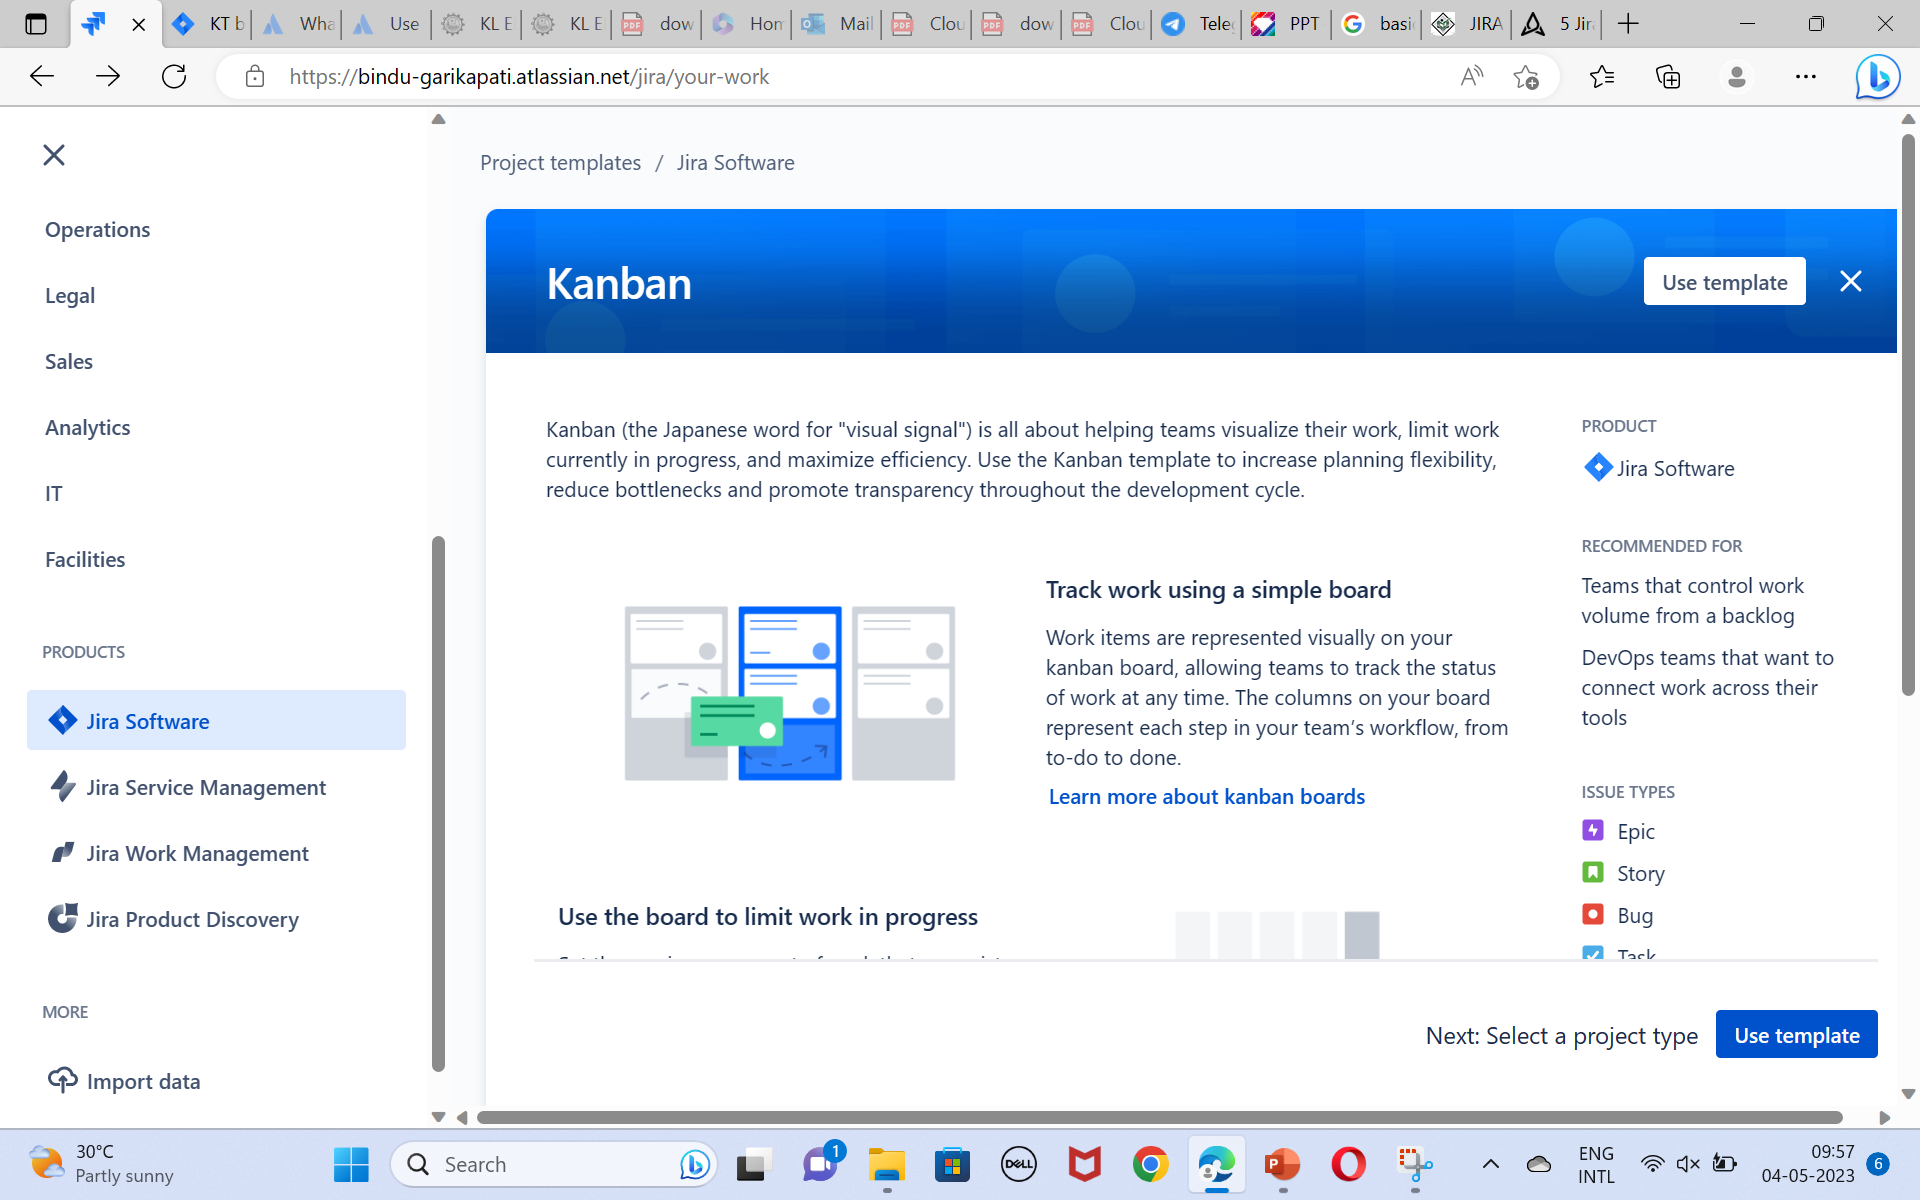 KT b
Wha
Use
KL E
KL E
dow
Hom
Mail
Clou
dow
Clou
Tele
PPT
basic
JIRA
5 Jira
https://bindu-garikapati.atlassian.net/jira/your-work
Operations
Legal
Sales
Analytics
IT
Facilities
PRODUCTS
Jira Software
Jira Service Management
Jira Work Management
Jira Product Discovery
MORE
Import data
Project templates / Jira Software
Kanban
Use template
Kanban (the Japanese word for "visual signal") is all about helping teams visualize their work, limit work
currently in progress, and maximize efficiency. Use the Kanban template to increase planning flexibility,
reduce bottlenecks and promote transparency throughout the development cycle.
Track work using a simple board
Work items are represented visually on your
kanban board, allowing teams to track the status
of work at any time. The columns on your board
represent each step in your team’s workflow, from
to-do to done.
Learn more about kanban boards
Use the board to limit work in progress
PRODUCT
Jira Software
RECOMMENDED FOR
Teams that control work
volume from a backlog
DevOps teams that want to
connect work across their
tools
ISSUE TYPES
Epic
Story
Bug
Task
Next: Select a project type
Use template
30°C
Partly sunny
Search
1
DELL
ENG
INTL
09:57
04-05-2023
6